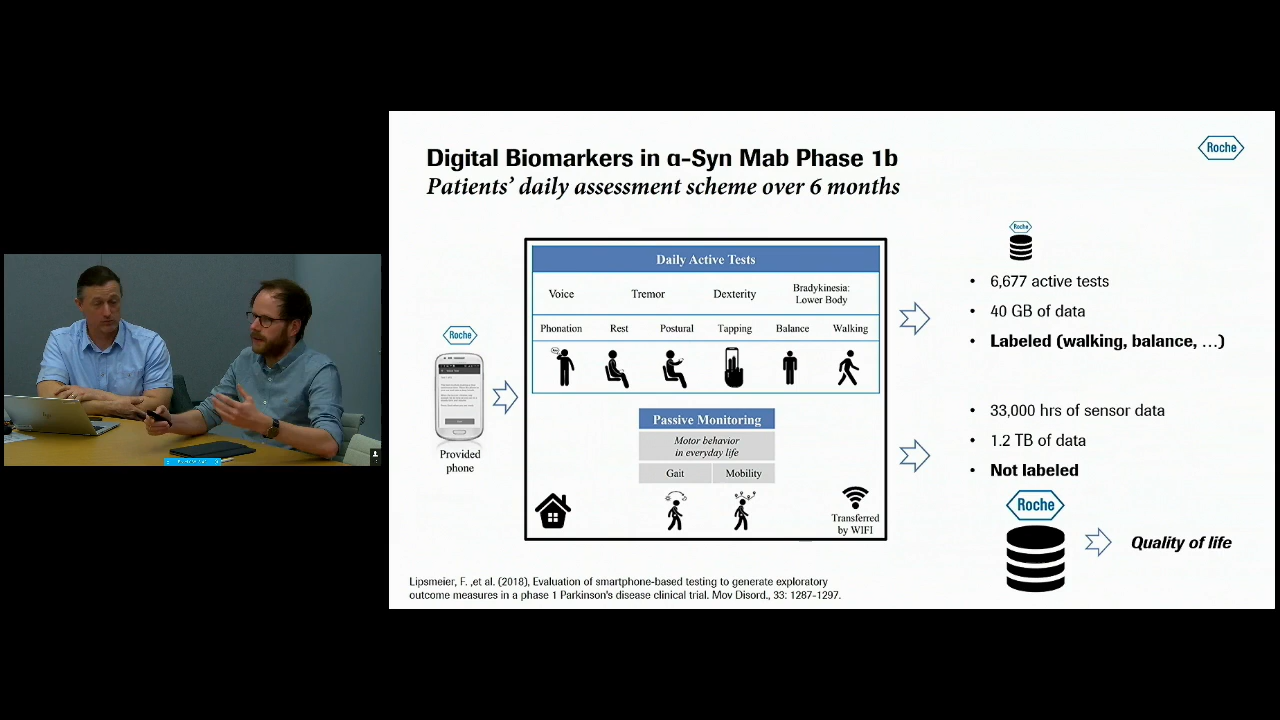 Digital Biomarkers in α-Syn Mab Phase 1b
Patients' daily assessment scheme over 6 months
Roche
Roche
Provided
phone
Daily Active Tests
Voice
Tremor
Dexterity
Bradykinesia:
Lower Body
Phonation
Rest
Postural
Tapping
Balance
Walking
Passive Monitoring
Motor behavior
in everyday life
Gait
Mobility
Transferred
by WIFI
Roche
• 6,677 active tests
• 40 GB of data
• Labeled (walking, balance, …)
• 33,000 hrs of sensor data
• 1.2 TB of data
• Not labeled
Roche
Quality of life
Lipsmeier, F. ,et al. (2018), Evaluation of smartphone-based testing to generate exploratory
outcome measures in a phase 1 Parkinson's disease clinical trial. Mov Disord., 33: 1287-1297.